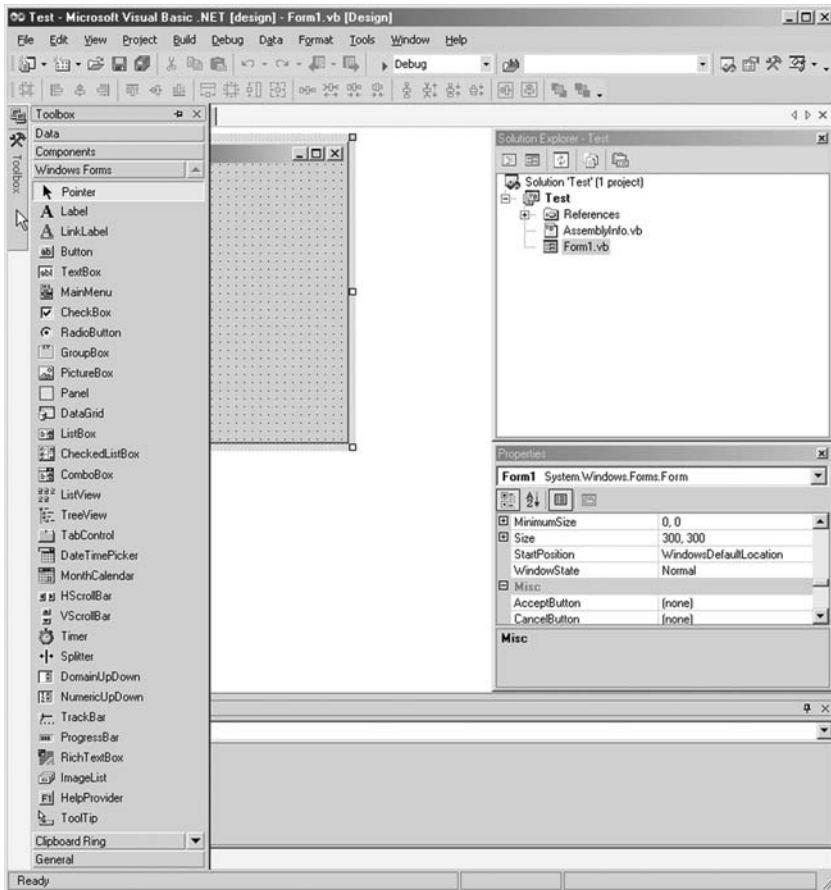 Test - Microsoft Visual Basic .NET [design] - Form1.vb [Design]
File Edit View Project Build Debug Data Format Tools Window Help
Debug
Toolbox
Toolbox
Data
Components
Windows Forms
Pointer
A Label
A LinkLabel
ab Button
abl TextBox
MainMenu
CheckBox
RadioButton
GroupBox
PictureBox
Panel
DataGrid
ListBox
CheckedListBox
ComboBox
ListView
TreeView
TabControl
DateTimePicker
MonthCalendar
HScrollBar
VScrollBar
Timer
Splitter
DomainUpDown
NumericUpDown
TrackBar
ProgressBar
RichTextBox
ImageList
F1 HelpProvider
ToolTip
Clipboard Ring
General
Solution Explorer - Test
Solution 'Test' (1 project)
Test
References
AssemblyInfo.vb
Form1.vb
Properties
Form1 System.Windows.Forms.Form
MinimumSize 0, 0
Size 300, 300
StartPosition WindowsDefaultLocation
WindowState Normal
Misc
AcceptButton (none)
CancelButton (none)
Misc
Ready